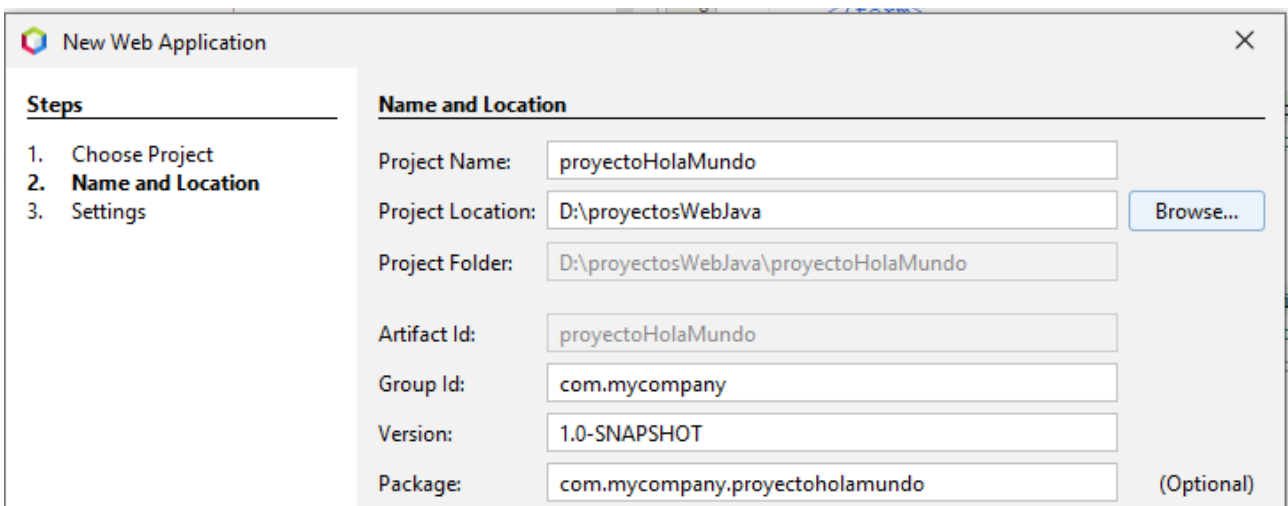 </form>
New Web Application
Steps
1. Choose Project
2. Name and Location
3. Settings
Name and Location
Project Name: proyectoHolaMundo
Project Location: D:\proyectosWebJava Browse...
Project Folder: D:\proyectosWebJava\proyectoHolaMundo
Artifact Id: proyectoHolaMundo
Group Id: com.mycompany
Version: 1.0-SNAPSHOT
Package: com.mycompany.proyectoholamundo (Optional)